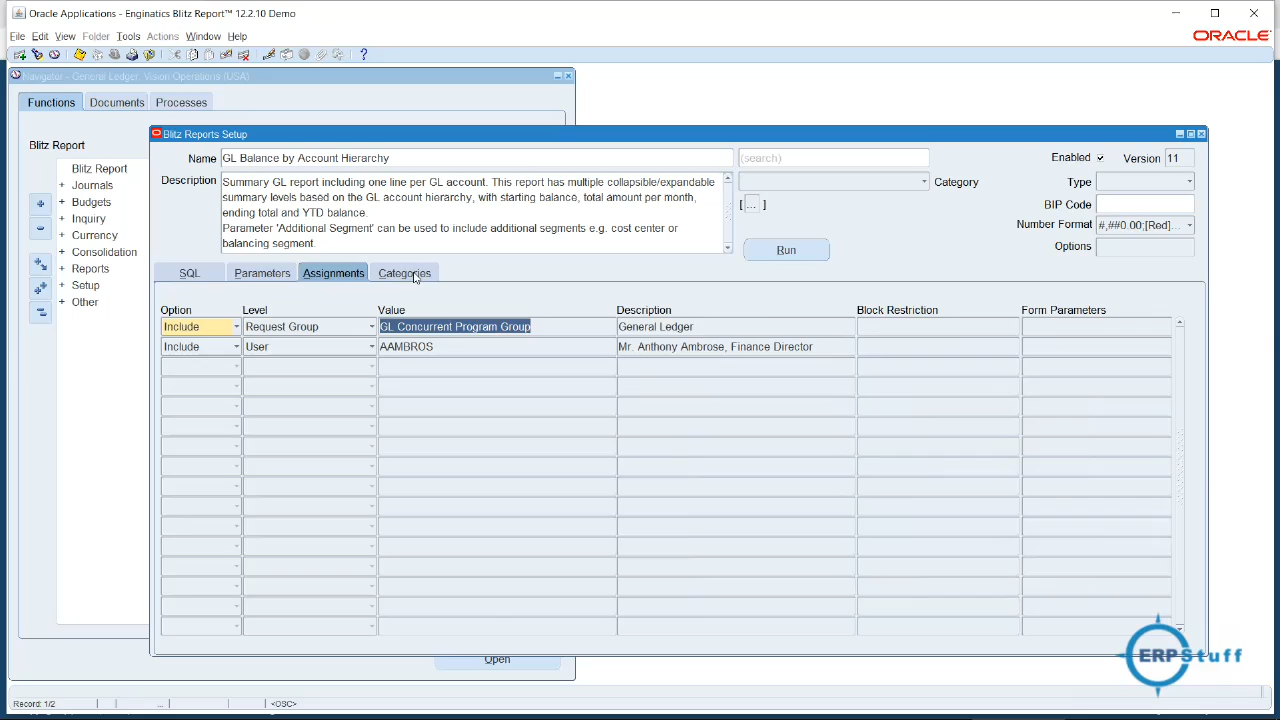 Oracle Applications - Enginatics Blitz Report™ 12.2.10 Demo
File Edit View Folder Tools Actions Window Help
ORACLE
Navigator - General Ledger, Vision Operations (USA)
Functions Documents Processes
Blitz Report
Blitz Report
+ Journals
+ Budgets
+ Inquiry
+ Currency
+ Consolidation
+ Reports
+ Setup
+ Other
Open
Blitz Reports Setup
Name GL Balance by Account Hierarchy (search) Enabled Version 11
Description Summary GL report including one line per GL account. This report has multiple collapsible/expandable
summary levels based on the GL account hierarchy, with starting balance, total amount per month,
ending total and YTD balance.
Parameter 'Additional Segment' can be used to include additional segments e.g. cost center or
balancing segment.
Category Type
[ ... ] BIP Code
Number Format #,##0.00;[Red]...
Run Options
SQL Parameters Assignments Categories
Option Level Value Description Block Restriction Form Parameters
Include Request Group GL Concurrent Program Group General Ledger
Include User AAMBROS Mr. Anthony Ambrose, Finance Director
ERPStuff
Record: 1/2 ... <OSC>